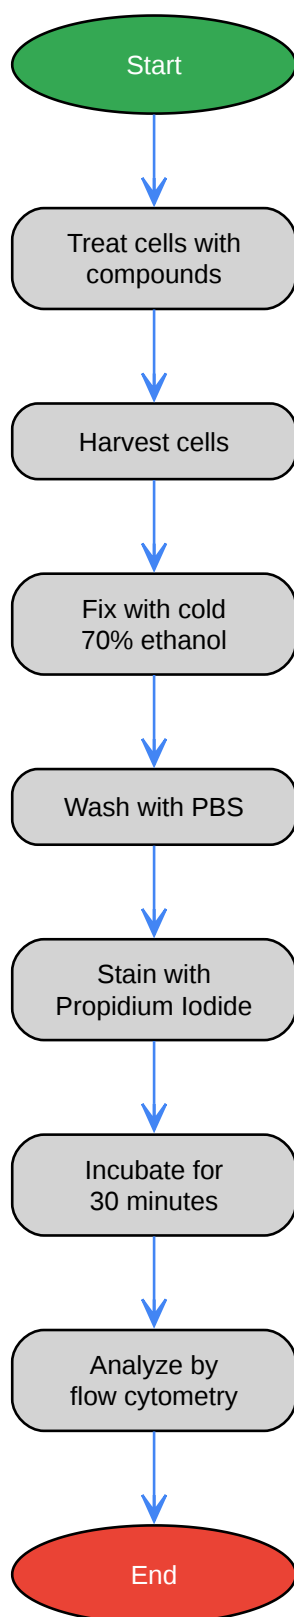 Start
Treat cells with
compounds
Harvest cells
Fix with cold
70% ethanol
Wash with PBS
Stain with
Propidium Iodide
Incubate for
30 minutes
Analyze by
flow cytometry
End